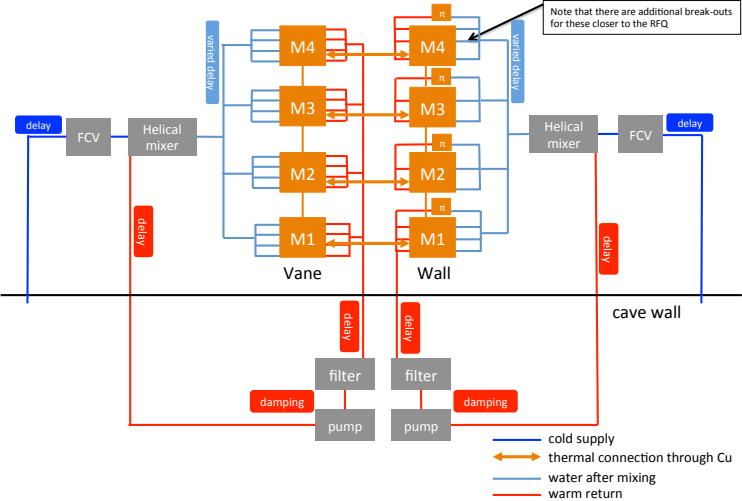 Note that there are additional break-outs
for these closer to the RFQ
π
M4
M4
varied delay
varied delay
π
M3
M3
delay
FCV
Helical
mixer
Helical
mixer
FCV
delay
π
M2
M2
π
M1
M1
delay
delay
Vane
Wall
cave wall
delay
delay
filter
filter
damping
damping
pump
pump
cold supply
thermal connection through Cu
water after mixing
warm return